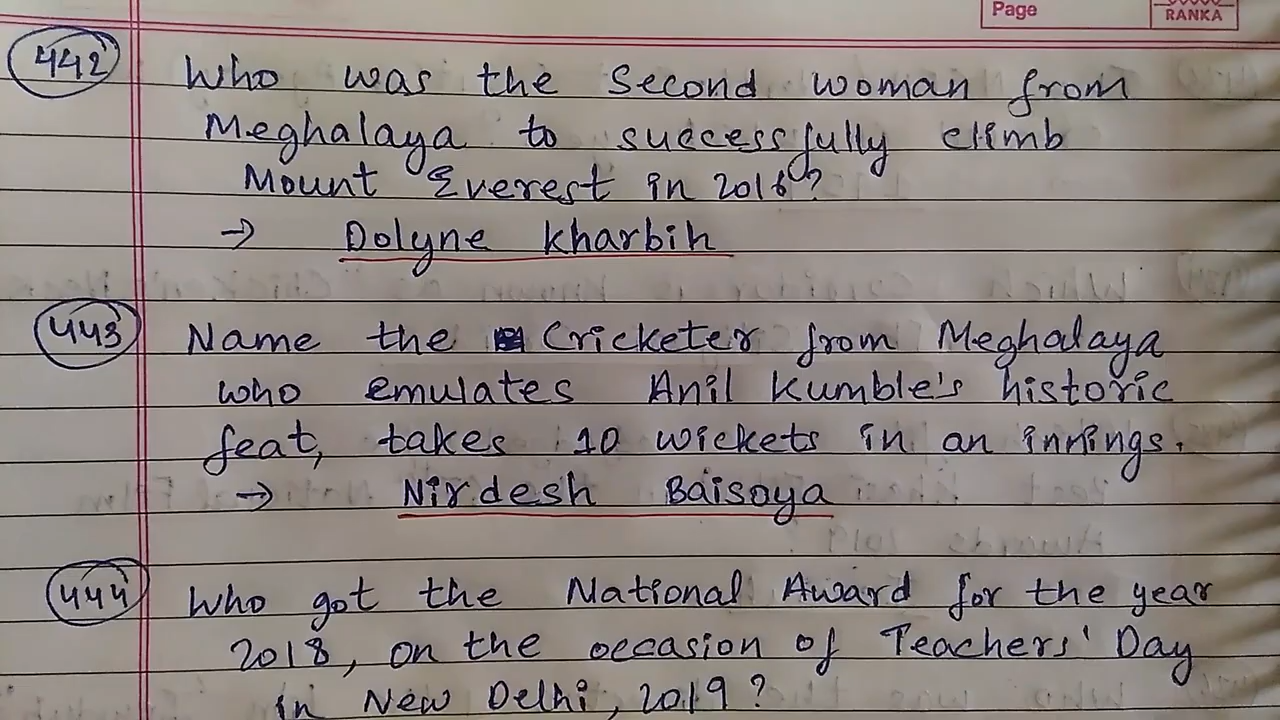 Page
RANKA
442 Who was the Second woman from
Meghalaya to successfully climb
Mount Everest in 2018?
→ Dolyne Kharbih
443 Name the Cricketer from Meghalaya
who emulates Anil Kumble's historic
feat, takes 10 wickets in an innings.
→ Nirdesh Baisoya
444 Who got the National Award for the year
2018, on the occasion of Teachers' Day
in New Delhi, 2019?